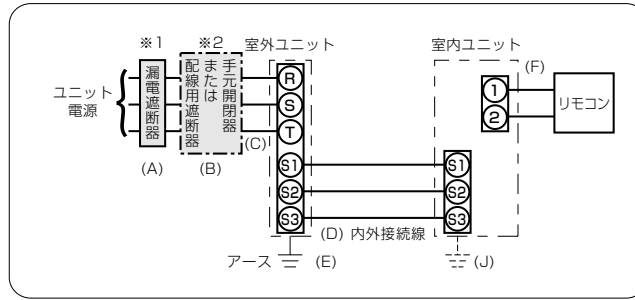 ※1
※2
室外ユニット
室内ユニット
ユニット
電源
漏電遮断器
手元開閉器
または
配線用遮断器
(A)
(B)
(C)
R
S
T
S1
S2
S3
(D) 内外接続線
アース
(E)
1
2
(F)
リモコン
S1
S2
S3
(J)